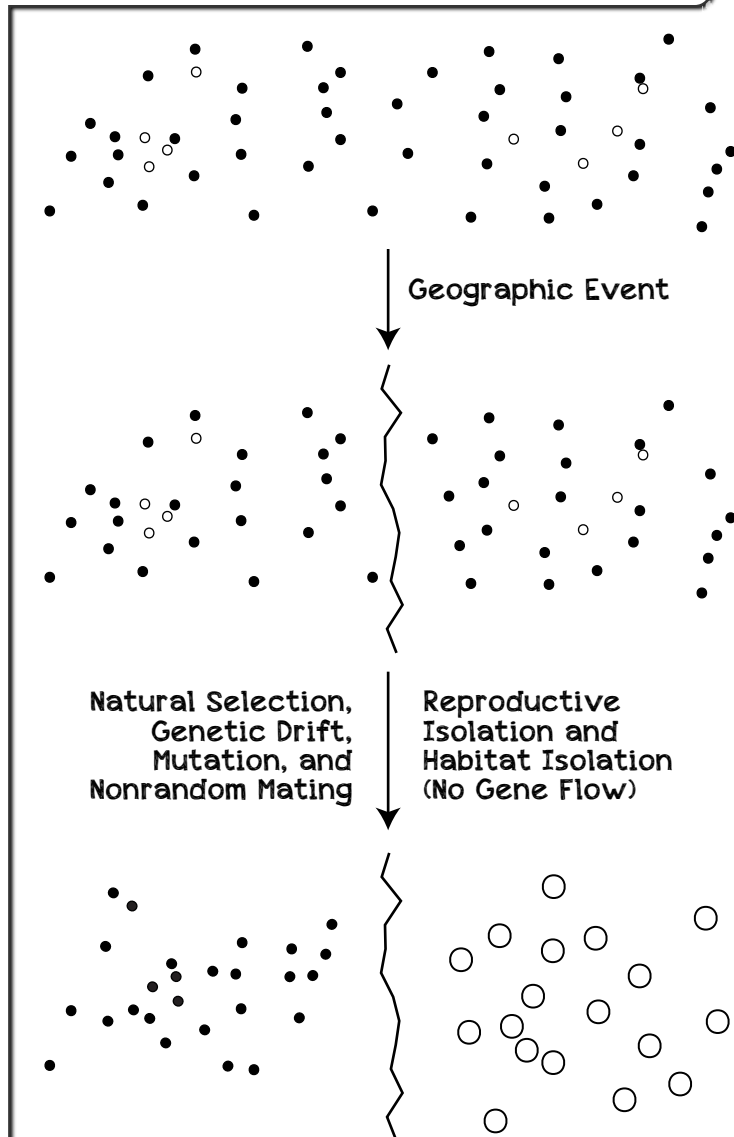 Geographic Event
Natural Selection,
Genetic Drift,
Mutation, and
Nonrandom Mating
Reproductive
Isolation and
Habitat Isolation
(No Gene Flow)